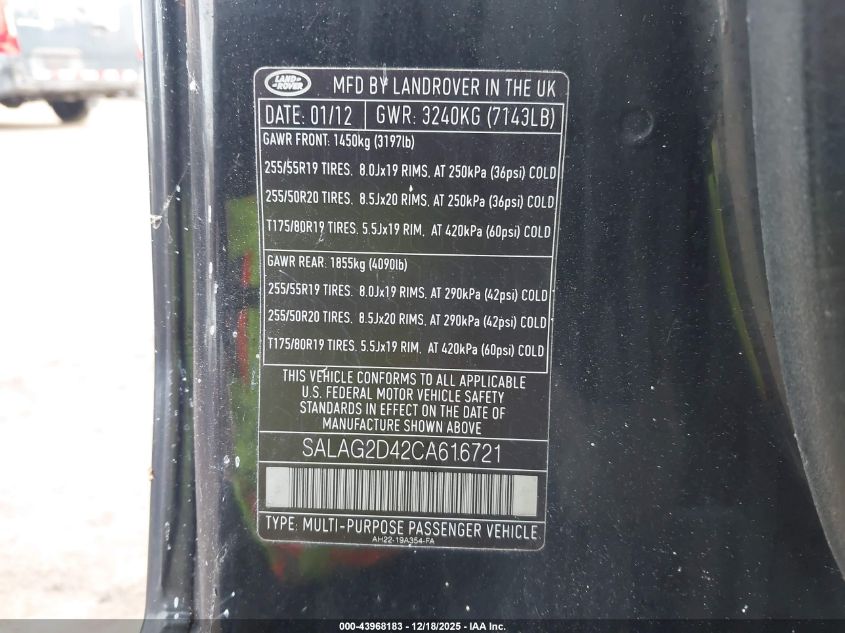 LAND ROVER MFD BY LANDROVER IN THE UK
DATE: 01/12 GWR: 3240KG (7143LB)
GAWR FRONT: 1450kg (3197lb)
255/55R19 TIRES. 8.0Jx19 RIMS, AT 250kPa (36psi) COLD
255/50R20 TIRES. 8.5Jx20 RIMS, AT 250kPa (36psi) COLD
T175/80R19 TIRES. 5.5Jx19 RIM, AT 420kPa (60psi) COLD
GAWR REAR: 1855kg (4090lb)
255/55R19 TIRES. 8.0Jx19 RIMS, AT 290kPa (42psi) COLD
255/50R20 TIRES. 8.5Jx20 RIMS, AT 290kPa (42psi) COLD
T175/80R19 TIRES. 5.5Jx19 RIM, AT 420kPa (60psi) COLD
THIS VEHICLE CONFORMS TO ALL APPLICABLE
U.S. FEDERAL MOTOR VEHICLE SAFETY
STANDARDS IN EFFECT ON THE DATE OF
MANUFACTURE SHOWN ABOVE
SALAG2D42CA616721
TYPE: MULTI-PURPOSE PASSENGER VEHICLE
AH22-19A354-FA
000-43968183 - 12/18/2025 - IAA Inc.